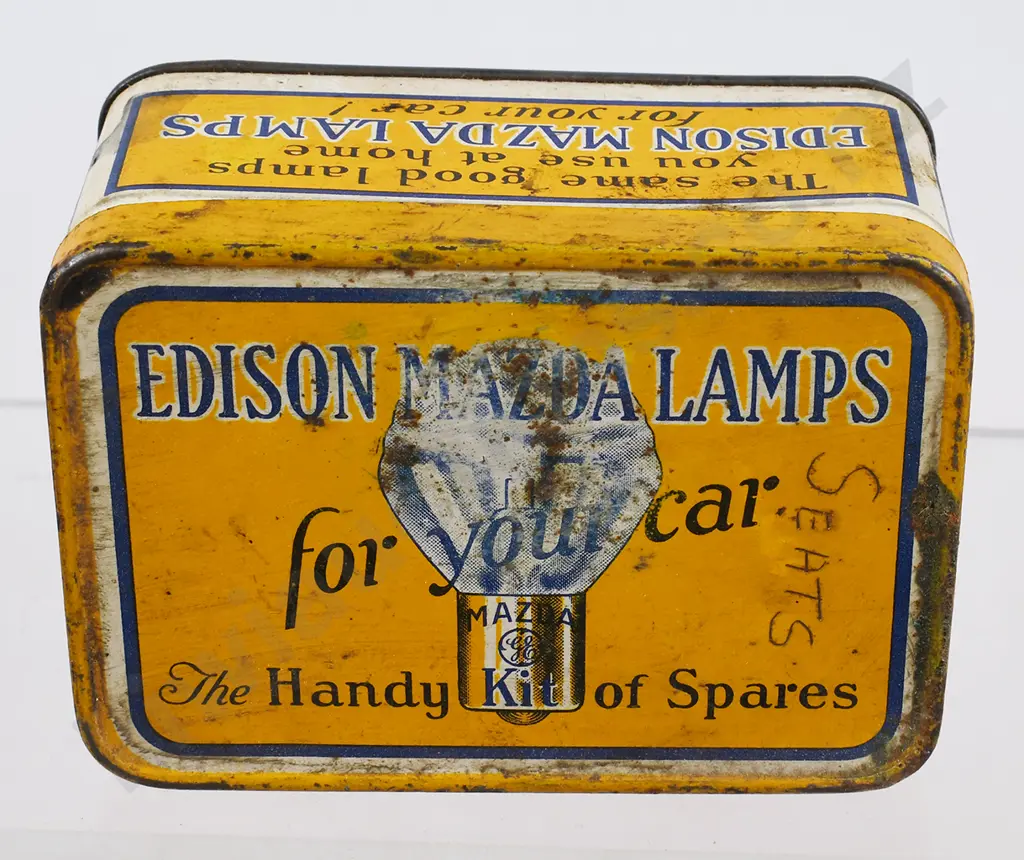 The same good lamps
you use at home
EDISON MAZDA LAMPS
for your car!
EDISON MAZDA LAMPS
for your car
MAZDA
GE
The Handy Kit of Spares
SEATS